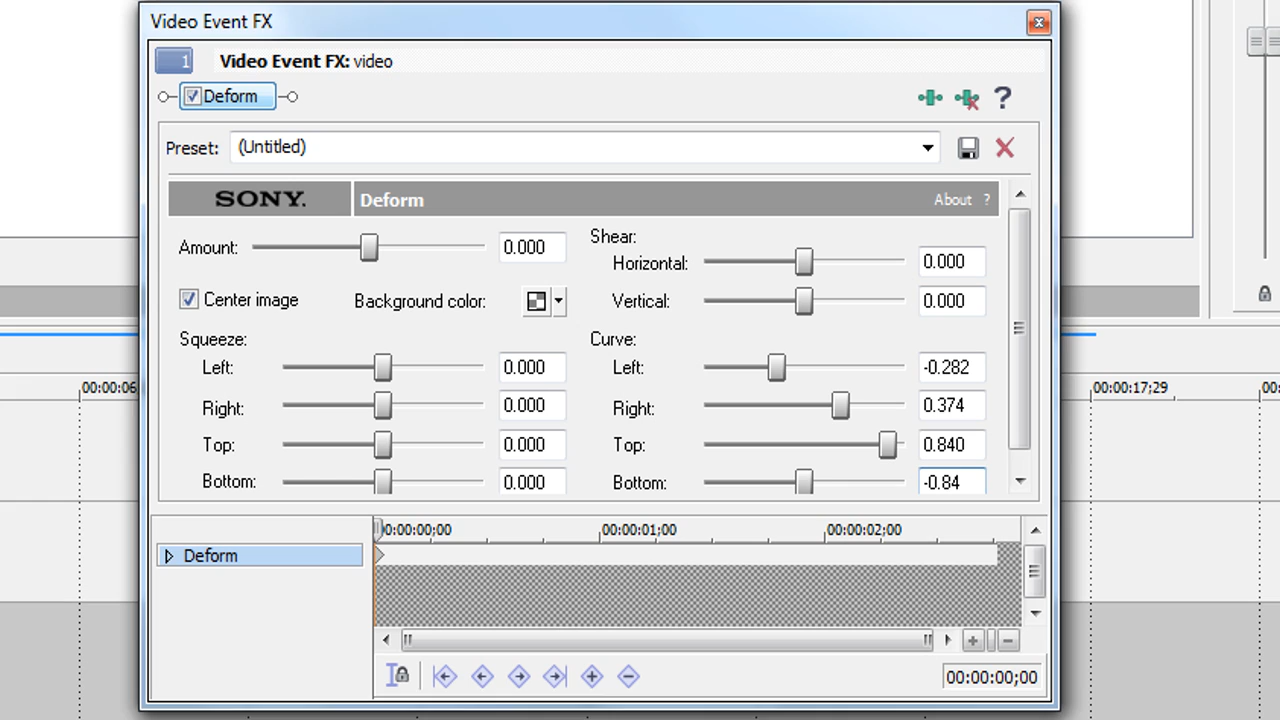 Video Event FX
1 Video Event FX: video
Deform ?
Preset: (Untitled)
SONY. Deform About ?
Amount: 0.000
Shear:
Horizontal: 0.000
Center image Background color:
Vertical: 0.000
Squeeze:
Left: 0.000
Right: 0.000
Top: 0.000
Bottom: 0.000
Curve:
Left: -0.282
Right: 0.374
Top: 0.840
Bottom: -0.84
00:00:06
00:00:17;29
00:
00:00:00;00 00:00:01;00 00:00:02;00
Deform
00:00:00;00